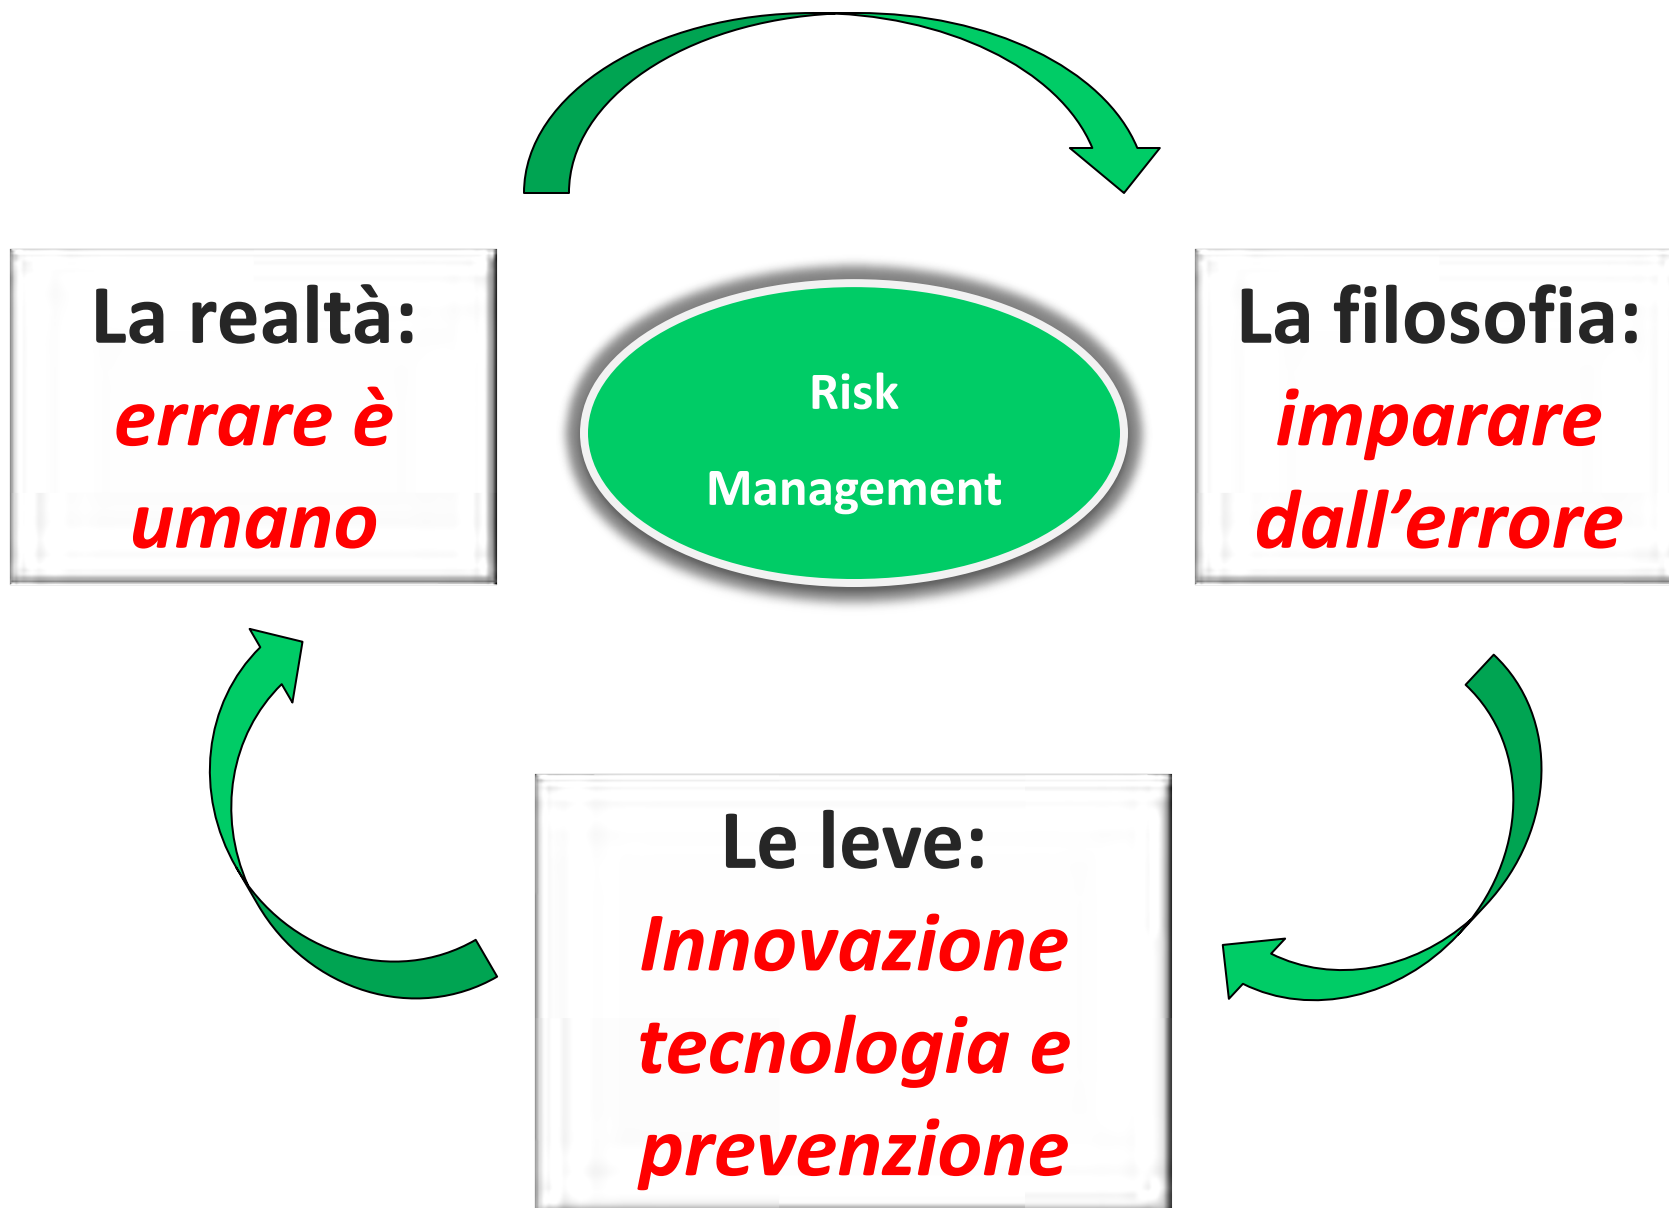 La realtà:
errare è
umano
Risk
Management
La filosofia:
imparare
dall’errore
Le leve:
Innovazione
tecnologia e
prevenzione